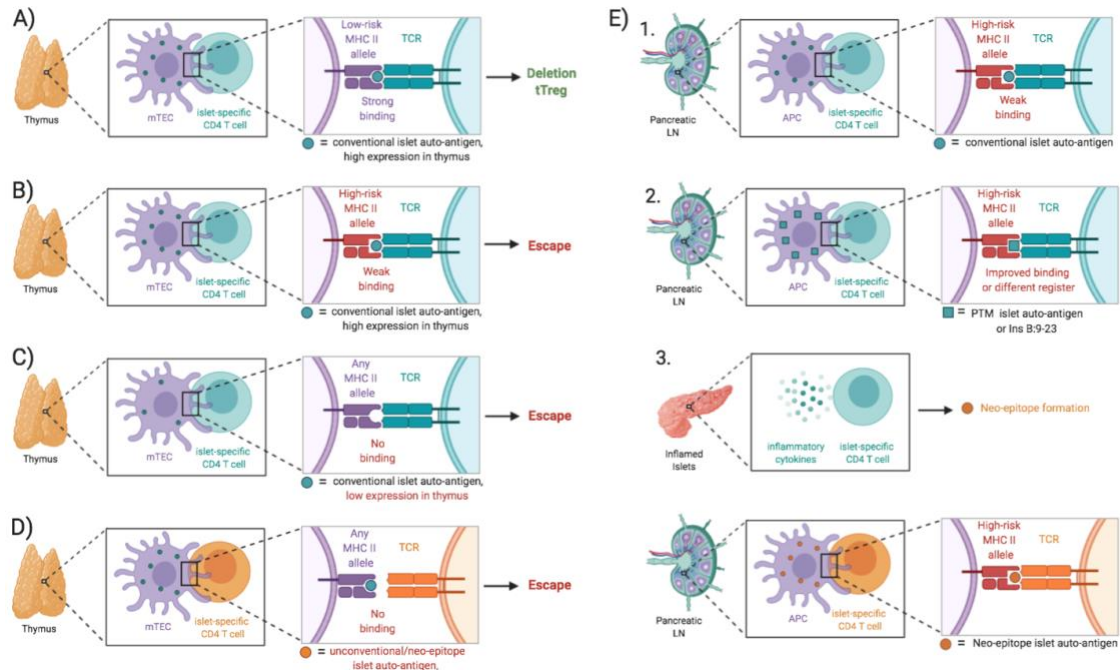 A)
Thymus
mTEC
islet-specific
CD4 T cell
Low-risk
MHC II
allele
TCR
Strong
binding
= conventional islet auto-antigen,
high expression in thymus
Deletion
tTreg
B)
Thymus
mTEC
islet-specific
CD4 T cell
High-risk
MHC II
allele
TCR
Weak
binding
= conventional islet auto-antigen,
high expression in thymus
Escape
C)
Thymus
mTEC
islet-specific
CD4 T cell
Any
MHC II
allele
TCR
No
binding
= conventional islet auto-antigen,
low expression in thymus
Escape
D)
Thymus
mTEC
islet-specific
CD4 T cell
Any
MHC II
allele
TCR
No
binding
= unconventional/neo-epitope
islet auto-antigen,
Escape
E)
1.
Pancreatic
LN
APC
islet-specific
CD4 T cell
High-risk
MHC II
allele
TCR
Weak
binding
= conventional islet auto-antigen
2.
Pancreatic
LN
APC
islet-specific
CD4 T cell
High-risk
MHC II
allele
TCR
Improved binding
or different register
= PTM islet auto-antigen
or Ins B:9-23
3.
Inflamed
Islets
inflammatory
cytokines
islet-specific
CD4 T cell
Neo-epitope formation
Pancreatic
LN
APC
islet-specific
CD4 T cell
High-risk
MHC II
allele
TCR
= Neo-epitope islet auto-antigen